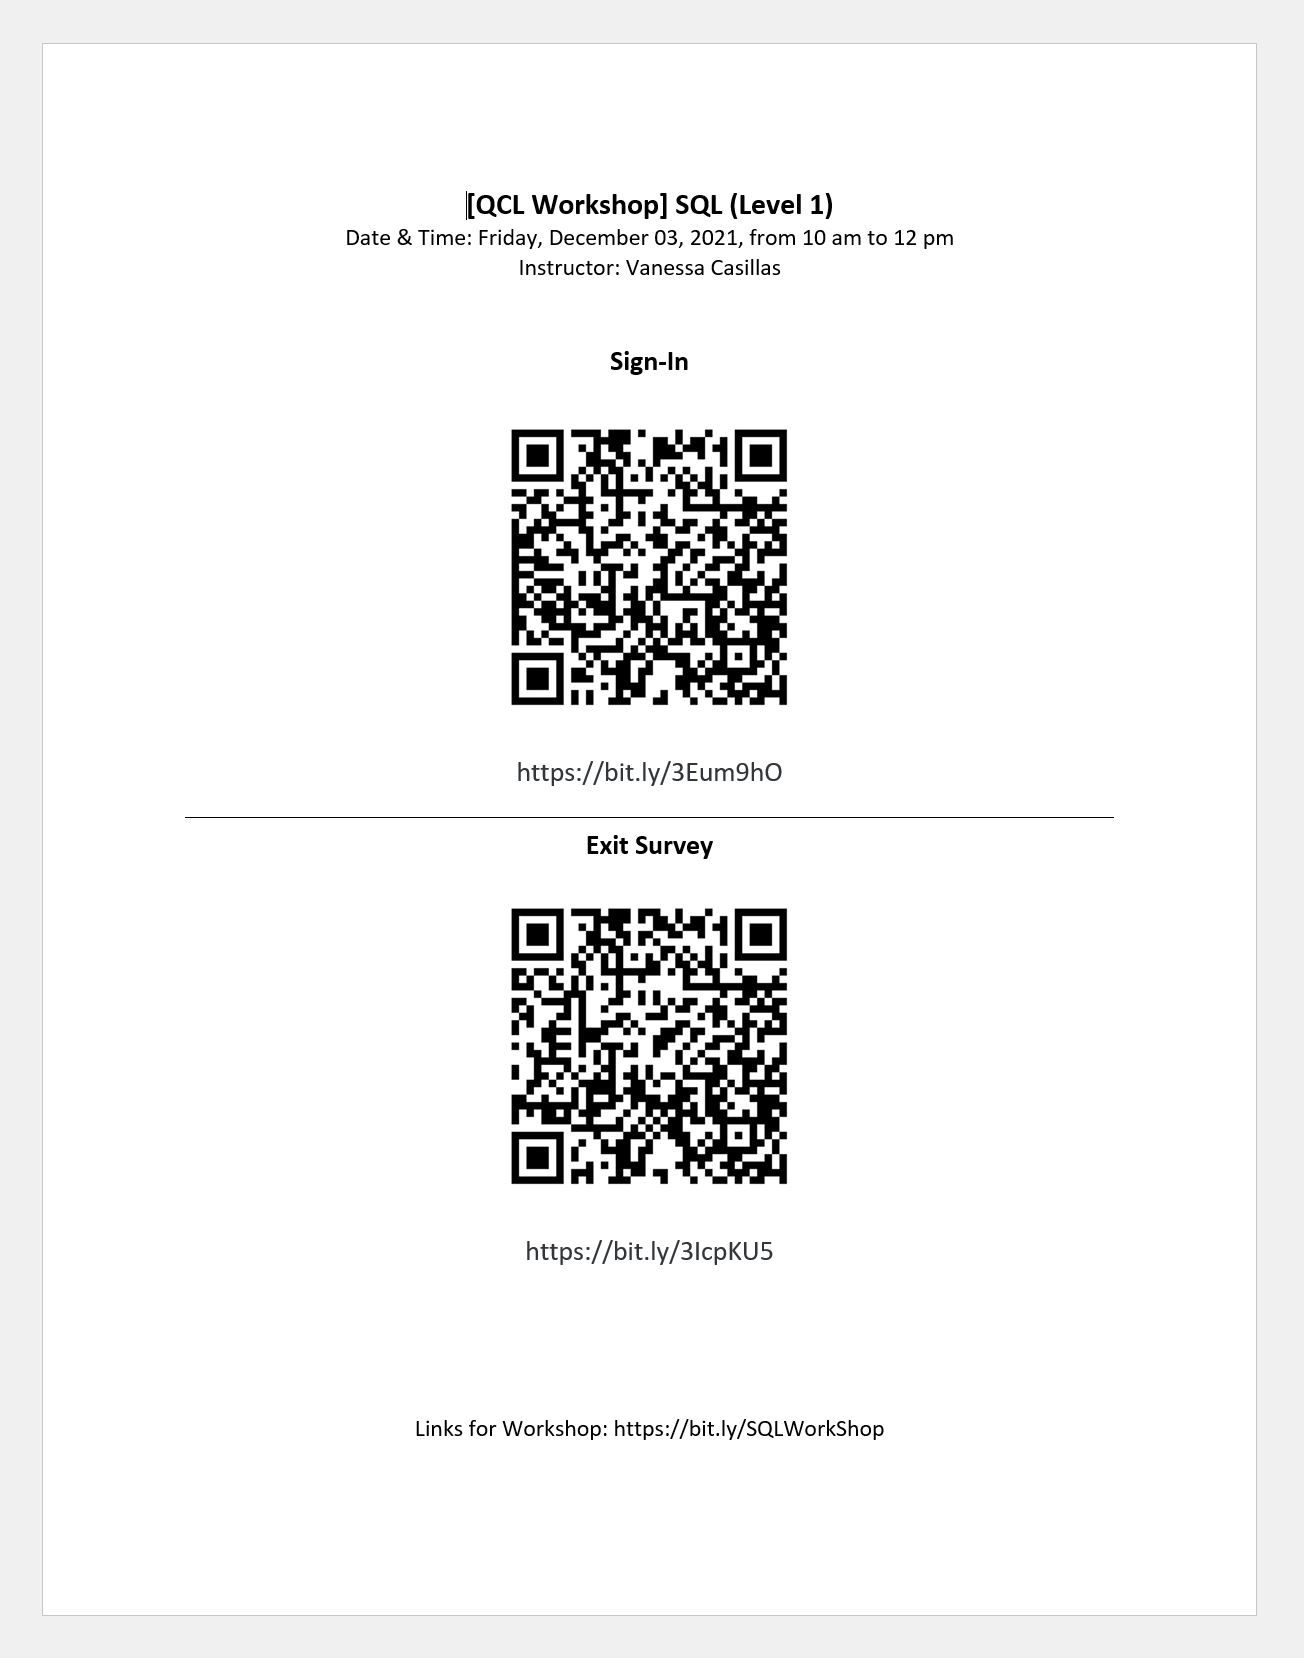 [QCL Workshop] SQL (Level 1)
Date & Time: Friday, December 03, 2021, from 10 am to 12 pm
Instructor: Vanessa Casillas
Sign-In
https://bit.ly/3Eum9hO
Exit Survey
https://bit.ly/3IcpKU5
Links for Workshop: https://bit.ly/SQLWorkShop